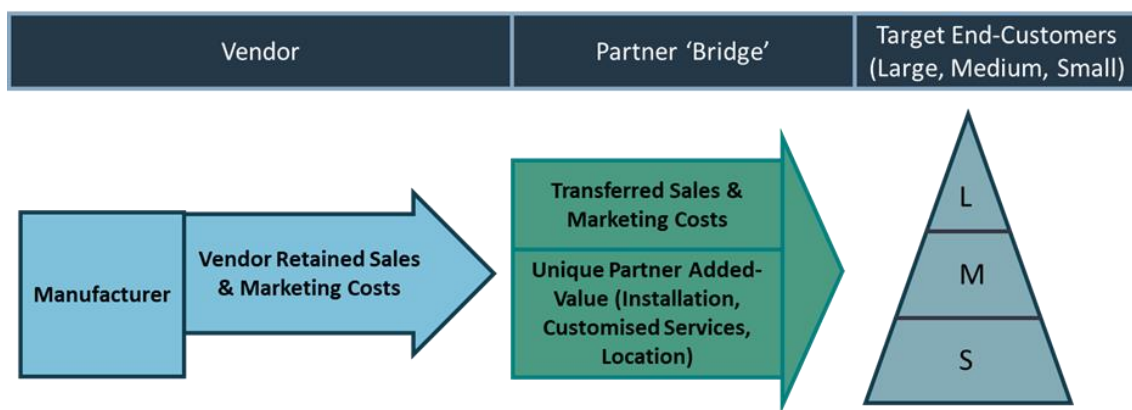 Vendor
Partner ‘Bridge’
Target End-Customers
(Large, Medium, Small)
Manufacturer
Vendor Retained Sales
& Marketing Costs
Transferred Sales &
Marketing Costs
Unique Partner Added-
Value (Installation,
Customised Services,
Location)
L
M
S